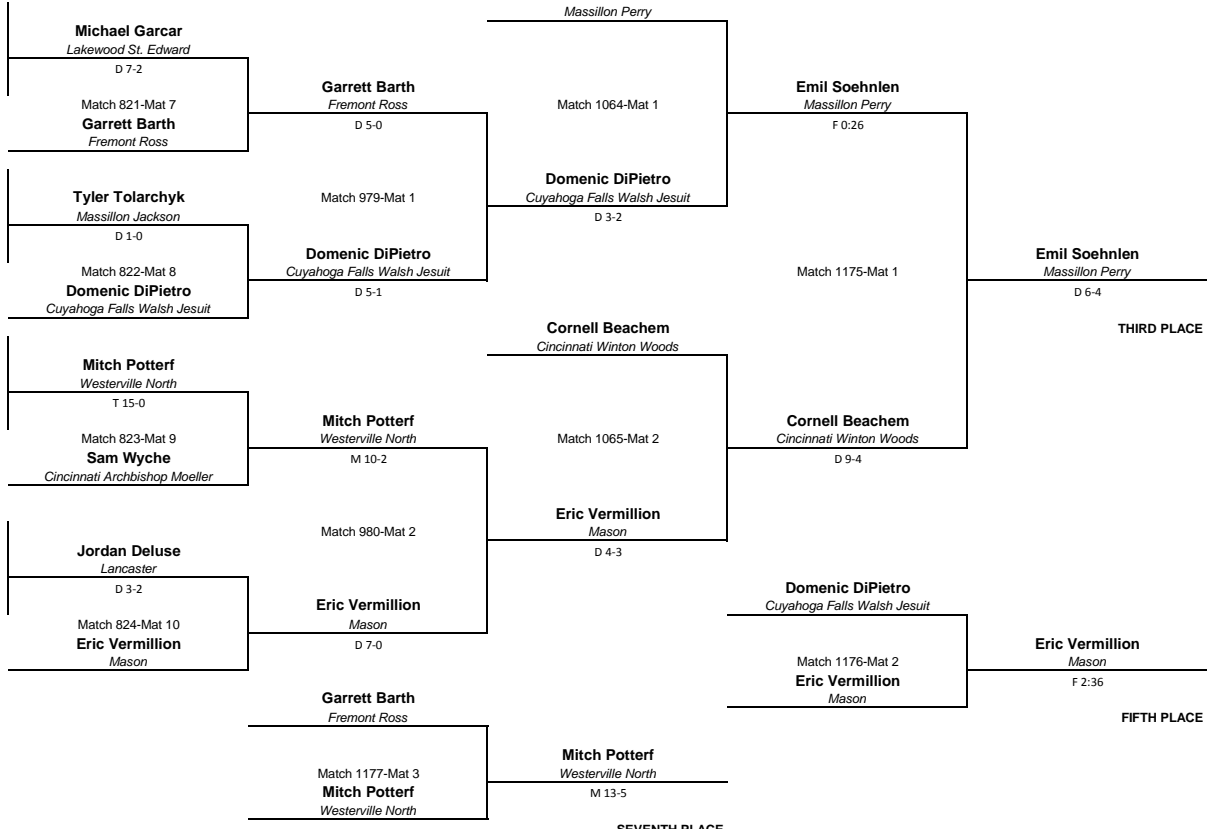 Massillon Perry
Michael Garcar
Lakewood St. Edward
D 7-2
Garrett Barth
Fremont Ross
D 5-0
Emil Soehnlen
Massillon Perry
F 0:26
Match 821-Mat 7
Match 1064-Mat 1
Garrett Barth
Fremont Ross
Tyler Tolarchyk
Massillon Jackson
D 1-0
Match 979-Mat 1
Domenic DiPietro
Cuyahoga Falls Walsh Jesuit
D 3-2
Match 822-Mat 8
Domenic DiPietro
Cuyahoga Falls Walsh Jesuit
Domenic DiPietro
Cuyahoga Falls Walsh Jesuit
D 5-1
Match 1175-Mat 1
Emil Soehnlen
Massillon Perry
D 6-4
THIRD PLACE
Cornell Beachem
Cincinnati Winton Woods
Mitch Potterf
Westerville North
T 15-0
Mitch Potterf
Westerville North
M 10-2
Match 1065-Mat 2
Cornell Beachem
Cincinnati Winton Woods
D 9-4
Match 823-Mat 9
Sam Wyche
Cincinnati Archbishop Moeller
Match 980-Mat 2
Eric Vermillion
Mason
D 4-3
Jordan Deluse
Lancaster
D 3-2
Eric Vermillion
Mason
D 7-0
Match 824-Mat 10
Eric Vermillion
Mason
Domenic DiPietro
Cuyahoga Falls Walsh Jesuit
Match 1176-Mat 2
Eric Vermillion
Mason
Eric Vermillion
Mason
F 2:36
FIFTH PLACE
Garrett Barth
Fremont Ross
Match 1177-Mat 3
Mitch Potterf
Westerville North
Mitch Potterf
Westerville North
M 13-5
SEVENTH PLACE